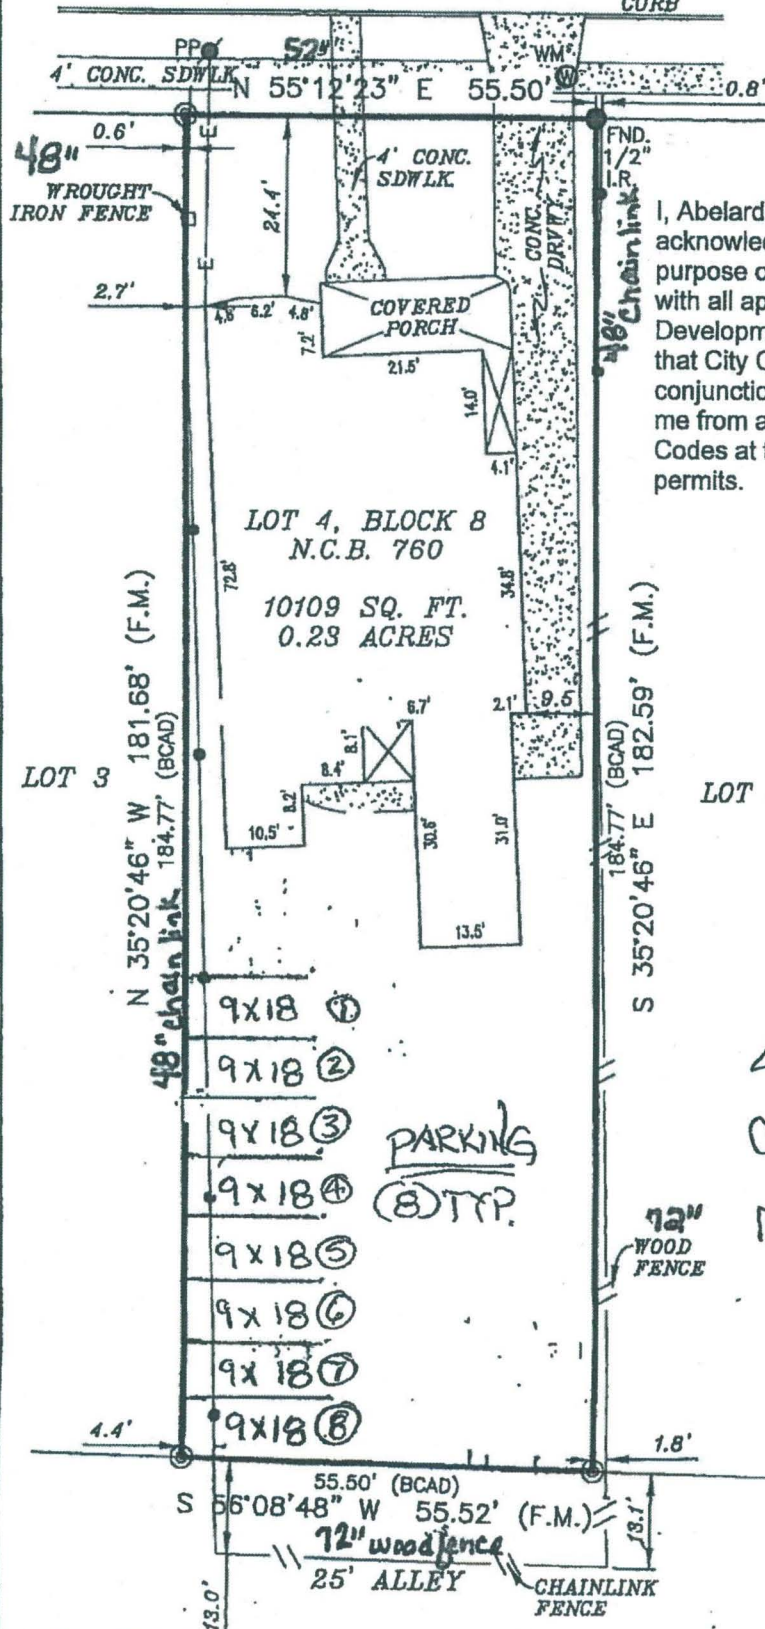 CURB
PP
52"
WM
W
4' CONC. SDWLK
N 55°12'23" E 55.50'
0.8'
0.6'
48"
WROUGHT
IRON FENCE
E
E
24.4'
4' CONC.
SDWLK
CONC.
DRVWY
FND.
1/2"
I.R.
48" Chain link
I, Abelard
acknowled
purpose o
with all ap
Developm
that City C
conjunctio
me from a
Codes at t
permits.
2.7'
4.8' 6.2' 4.8'
COVERED
PORCH
7.2'
21.5'
14.0'
4.1'
LOT 4, BLOCK 8
N.C.B. 760
10109 SQ. FT.
0.23 ACRES
72.8'
34.8'
N 35°20'46" W 181.68' (F.M.)
184.77' (BCAD)
48" chain link
LOT 3
6.7'
8.1'
8.4'
8.2'
10.5'
30.6'
31.0'
13.5'
2.1'
9.5
184.77' (BCAD)
S 35°20'46" E 182.59' (F.M.)
LOT
9X18 1
9X18 2
9X18 3
9X18 4
9X18 5
9X18 6
9X18 7
9X18 8
PARKING
(8) TYP.
72"
WOOD
FENCE
4.4'
1.8'
55.50' (BCAD)
S 56°08'48" W 55.52' (F.M.)
72" wood fence
25' ALLEY
CHAINLINK
FENCE
13.0'
13.1'